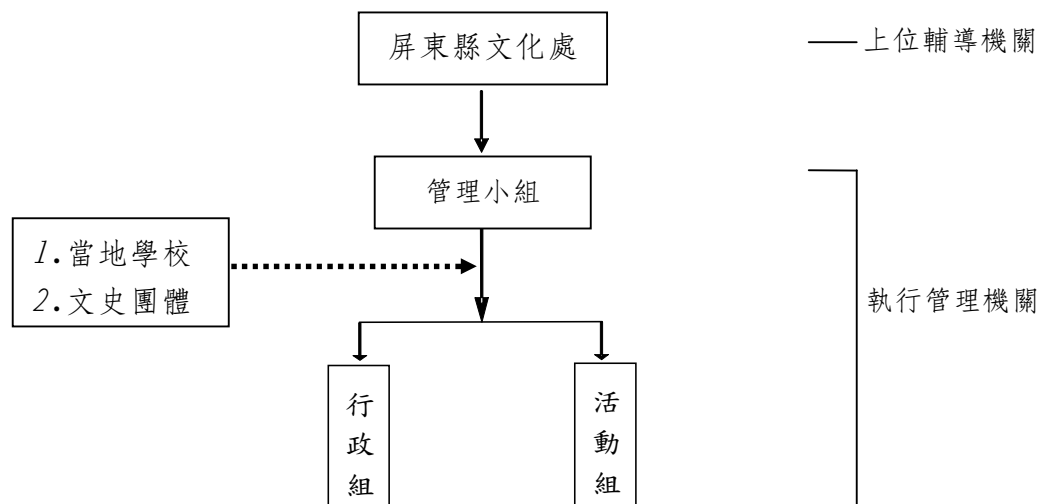 屏東縣文化處
上位輔導機關
管理小組
1.當地學校
2.文史團體
執行管理機關
行政組
活動組